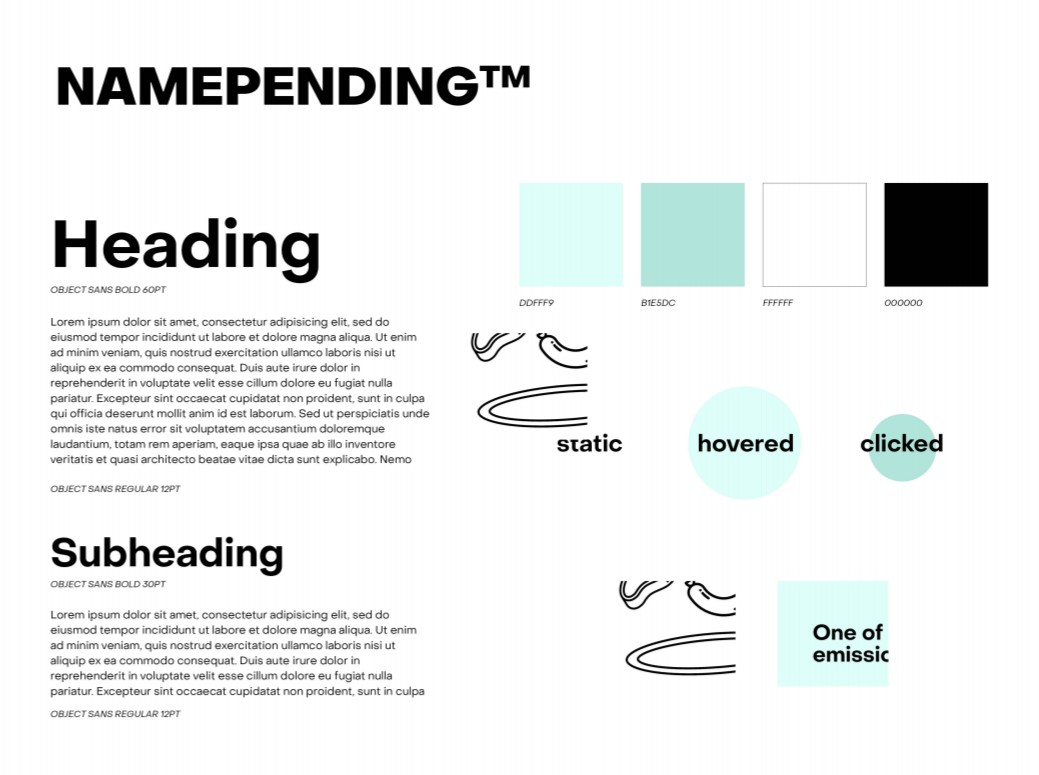 NAMEPENDING™
Heading
OBJECT SANS BOLD 60PT
Lorem ipsum dolor sit amet, consectetur adipisicing elit, sed do
eiusmod tempor incididunt ut labore et dolore magna aliqua. Ut enim
ad minim veniam, quis nostrud exercitation ullamco laboris nisi ut
aliquip ex ea commodo consequat. Duis aute irure dolor in
reprehenderit in voluptate velit esse cillum dolore eu fugiat nulla
pariatur. Excepteur sint occaecat cupidatat non proident, sunt in culpa
qui officia deserunt mollit anim id est laborum. Sed ut perspiciatis unde
omnis iste natus error sit voluptatem accusantium doloremque
laudantium, totam rem aperiam, eaque ipsa quae ab illo inventore
veritatis et quasi architecto beatae vitae dicta sunt explicabo. Nemo
OBJECT SANS REGULAR 12PT
Subheading
OBJECT SANS BOLD 30PT
Lorem ipsum dolor sit amet, consectetur adipisicing elit, sed do
eiusmod tempor incididunt ut labore et dolore magna aliqua. Ut enim
ad minim veniam, quis nostrud exercitation ullamco laboris nisi ut
aliquip ex ea commodo consequat. Duis aute irure dolor in
reprehenderit in voluptate velit esse cillum dolore eu fugiat nulla
pariatur. Excepteur sint occaecat cupidatat non proident, sunt in culpa
OBJECT SANS REGULAR 12PT
DDFFF9
B1E5DC
FFFFFF
000000
static
hovered
clicked
One of